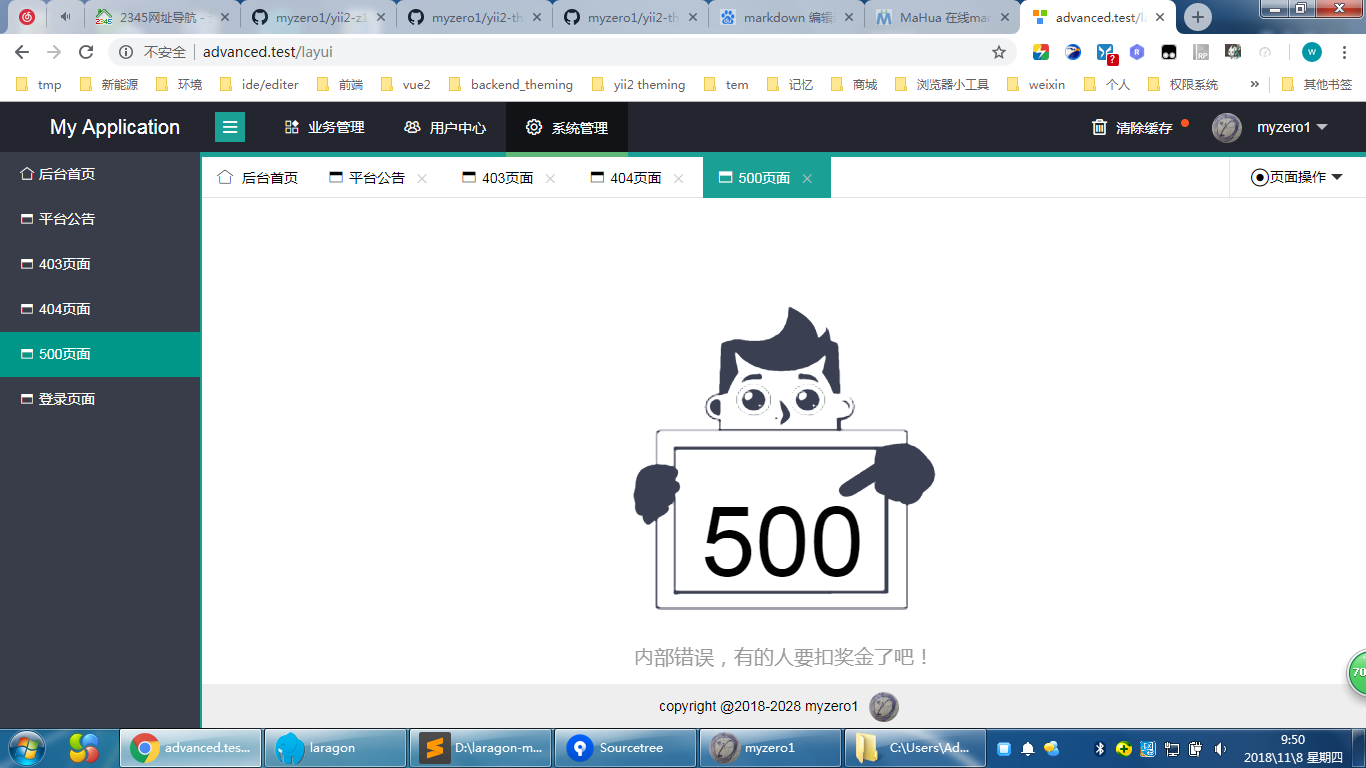 2345网址导航 -
myzero1/yii2-z1
myzero1/yii2-th
myzero1/yii2-th
markdown 编辑
MaHua 在线mar
advanced.test/la
不安全 advanced.test/layui
tmp 新能源 环境 ide/editer 前端 vue2 backend_theming yii2 theming tem 记忆 商城 浏览器小工具 weixin 个人 权限系统 » 其他书签
My Application 业务管理 用户中心 系统管理 清除缓存 myzero1
后台首页 平台公告 403页面 404页面 500页面 页面操作
后台首页
平台公告
403页面
404页面
500页面
登录页面
500
内部错误，有的人要扣奖金了吧！
70
copyright @2018-2028 myzero1
advanced.tes... laragon D:\laragon-m... Sourcetree myzero1 C:\Users\Ad...
9:50
2018\11\8 星期四